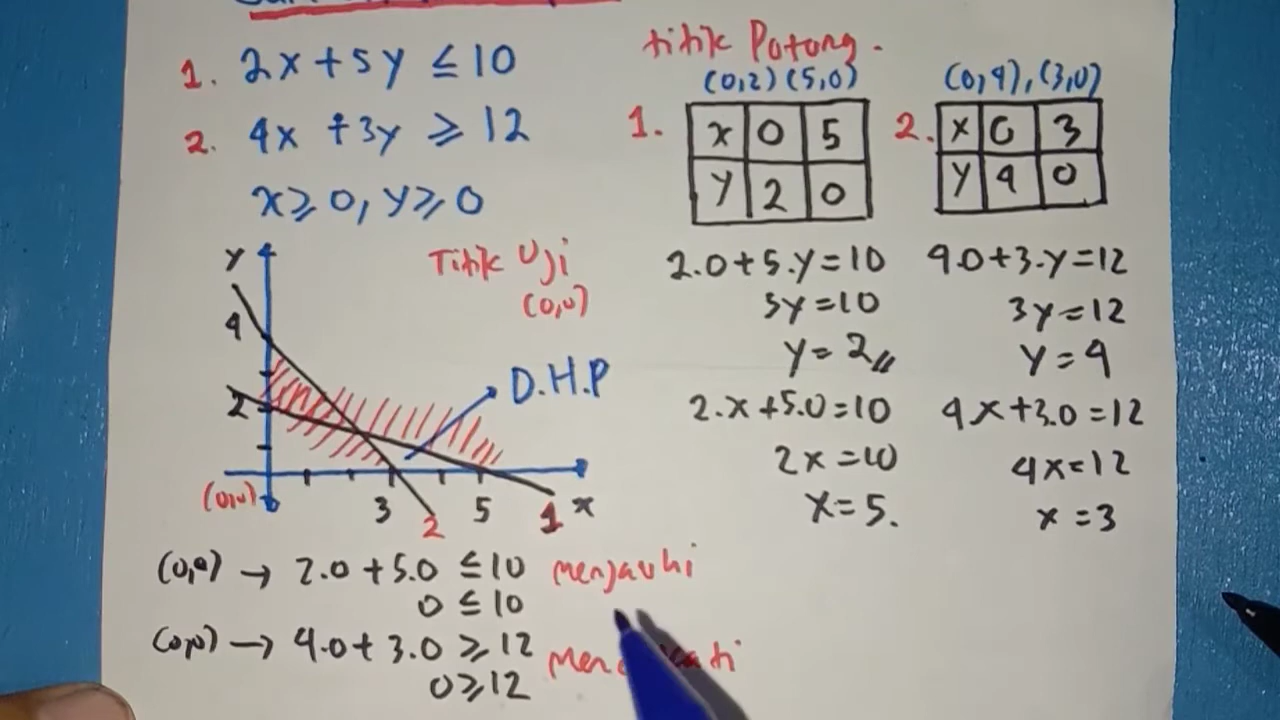 1. 2x + 5y ≤ 10
2. 4x + 3y ≥ 12
x ≥ 0, y ≥ 0
titik Potong.
(0,2) (5,0)
1.
x 0 5
y 2 0
2.0 + 5.y = 10
5y = 10
y = 2
2.x + 5.0 = 10
2x = 10
x = 5.
(0,4), (3,0)
2.
x 0 3
y 4 0
4.0 + 3.y = 12
3y = 12
y = 4
4x + 3.0 = 12
4x = 12
x = 3
Titik Uji
(0,0)
y
4
2
D.H.P
(0,0)
3 2 5 1 x
(0,0) → 2.0 + 5.0 ≤ 10 menjauhi
0 ≤ 10
(0,0) → 4.0 + 3.0 ≥ 12
0 ≥ 12